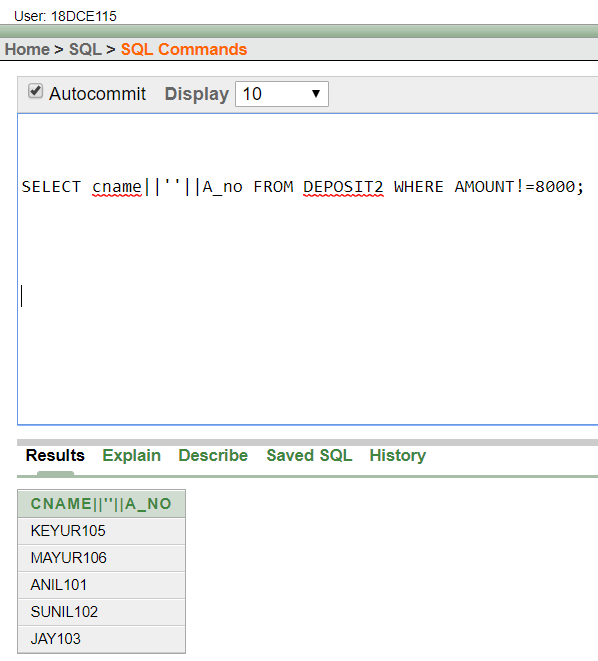 User: 18DCE115
Home > SQL > SQL Commands
Autocommit Display 10
SELECT cname||''||A_no FROM DEPOSIT2 WHERE AMOUNT!=8000;
Results Explain Describe Saved SQL History
CNAME||''||A_NO
KEYUR105
MAYUR106
ANIL101
SUNIL102
JAY103